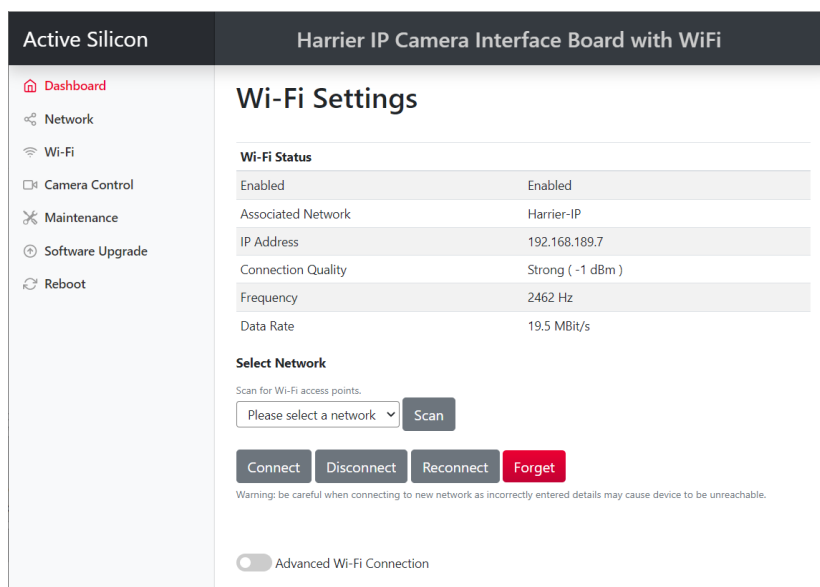 Active Silicon
Harrier IP Camera Interface Board with WiFi
Dashboard
Network
Wi-Fi
Camera Control
Maintenance
Software Upgrade
Reboot
Wi-Fi Settings
Wi-Fi Status
Enabled Enabled
Associated Network Harrier-IP
IP Address 192.168.189.7
Connection Quality Strong ( -1 dBm )
Frequency 2462 Hz
Data Rate 19.5 MBit/s
Select Network
Scan for Wi-Fi access points.
Please select a network Scan
Connect Disconnect Reconnect Forget
Warning: be careful when connecting to new network as incorrectly entered details may cause device to be unreachable.
Advanced Wi-Fi Connection